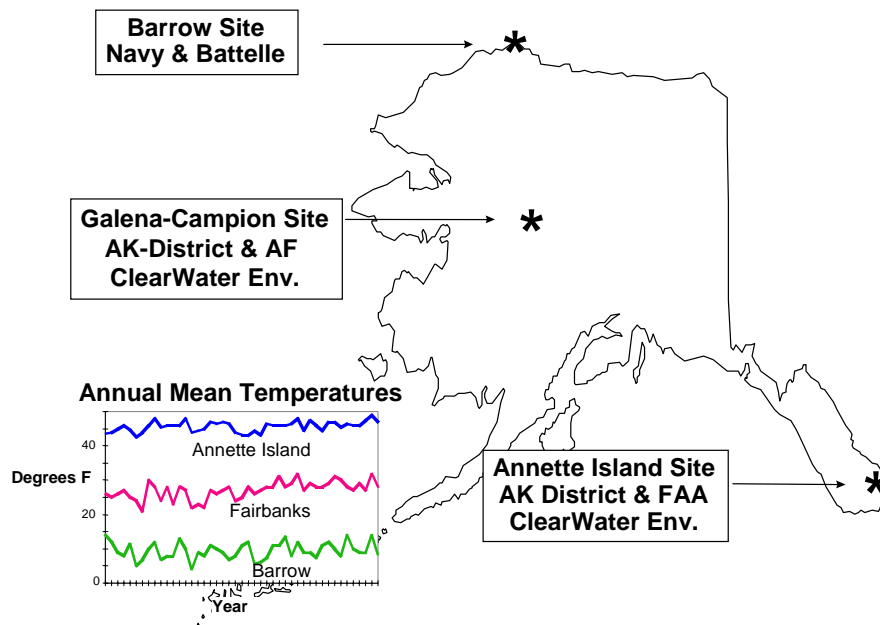 Barrow Site
Navy & Battelle
Galena-Campion Site
AK-District & AF
ClearWater Env.
Annual Mean Temperatures
40
Annette Island
Degrees F
Fairbanks
20
Barrow
0
Year
Annette Island Site
AK District & FAA
ClearWater Env.